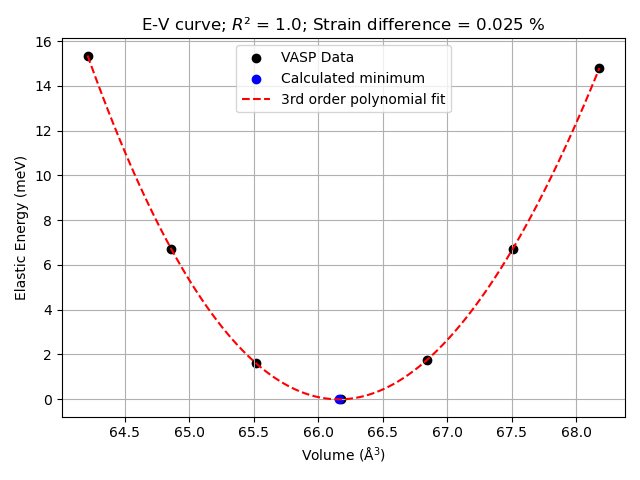 E-V curve; R² = 1.0; Strain difference = 0.025 %
VASP Data
Calculated minimum
3rd order polynomial fit
Elastic Energy (meV)
16
14
12
10
8
6
4
2
0
64.5 65.0 65.5 66.0 66.5 67.0 67.5 68.0
Volume (Å³)